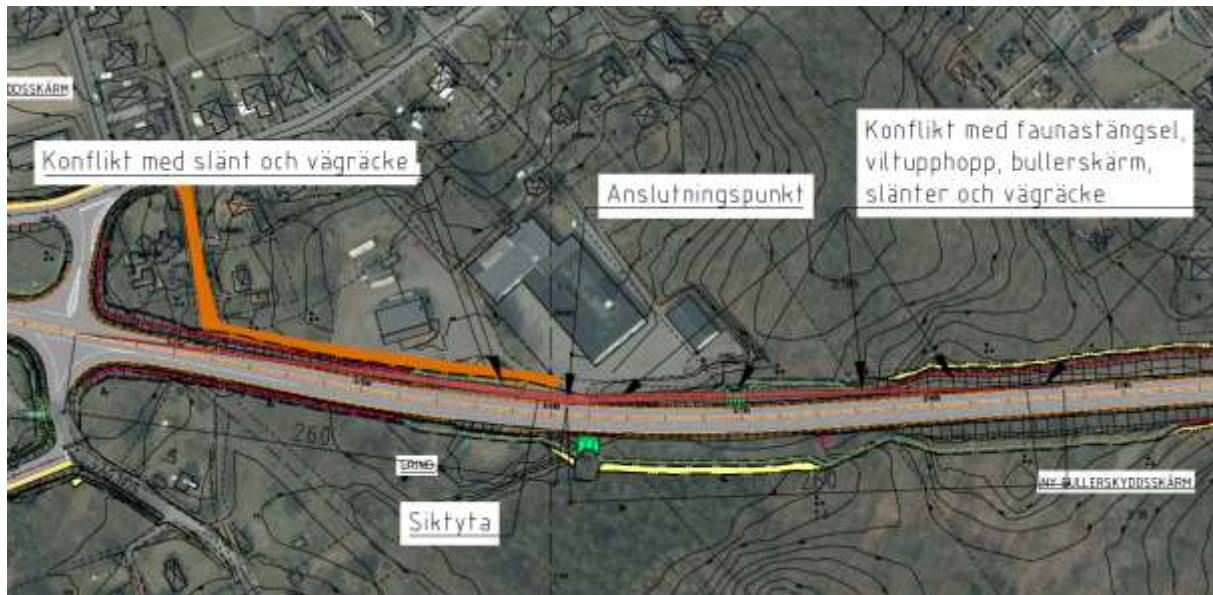 DDSSKÄRM
Konflikt med slänt och vägräcke
Anslutningspunkt
Konflikt med faunastängsel,
viltupphopp, bullerskärm,
slänter och vägräcke
260
260
NY BULLERSKYDDSSKÄRM
Siktyta